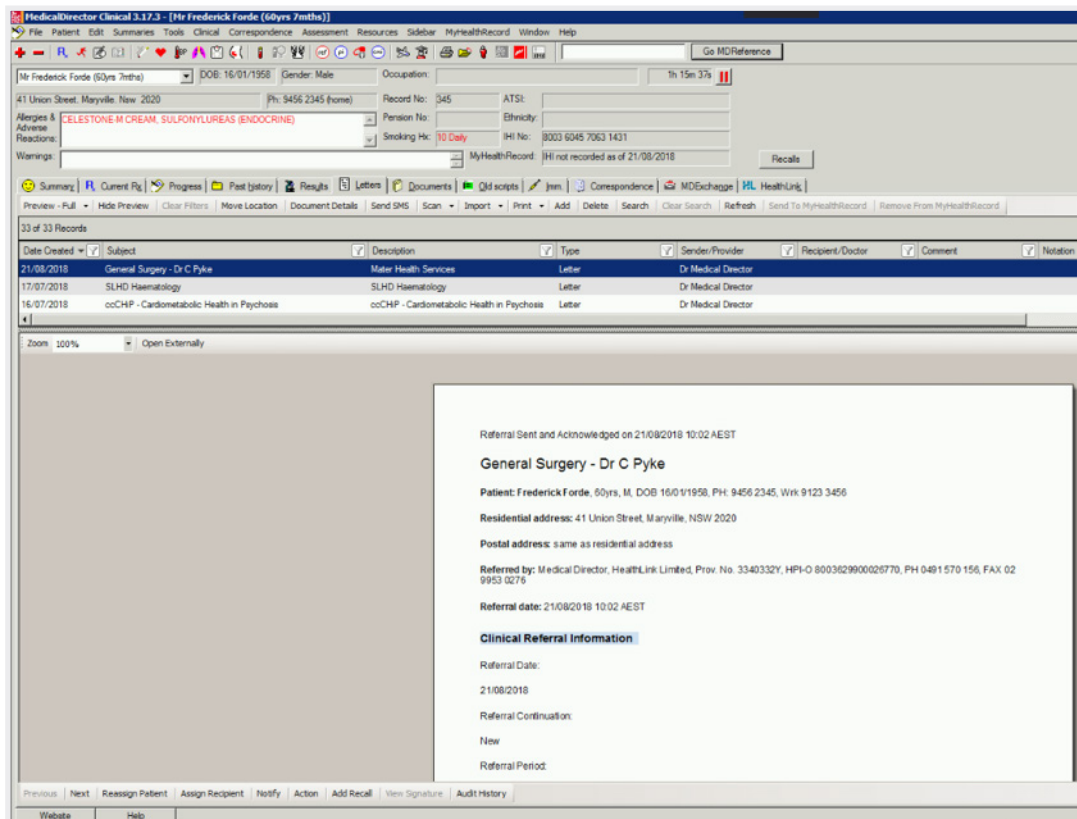 MedicalDirector Clinical 3.17.3 - [Mr Frederick Forde (60yrs 7mths)]
File Patient Edit Summaries Tools Clinical Correspondence Assessment Resources Sidebar MyHealthRecord Window Help
Go MDReference
Mr Frederick Forde (60yrs 7mths) DOB: 16/01/1958 Gender: Male Occupation: 1h 15m 37s
41 Union Street, Maryville, Nsw 2020 Ph: 9456 2345 (home) Record No: 345 ATSI:
Allergies & Adverse Reactions: CELESTONE-M CREAM, SULFONYLUREAS (ENDOCRINE) Pension No: Ethnicity:
Smoking Hx: 10 Daily IHI No: 8003 6045 7063 1431
Warnings: MyHealthRecord: IHI not recorded as of 21/08/2018 Recalls
Summary Current Rx Progress Past history Results Letters Documents Old scripts Imm. Correspondence MDExchange HealthLink
Preview - Full Hide Preview Clear Filters Move Location Document Details Send SMS Scan Import Print Add Delete Search Clear Search Refresh Send To MyHealthRecord Remove From MyHealthRecord
33 of 33 Records
Date Created Subject Description Type Sender/Provider Recipient/Doctor Comment Notation
21/08/2018 General Surgery - Dr C Pyke Mater Health Services Letter Dr Medical Director
17/07/2018 SLHD Haematology SLHD Haematology Letter Dr Medical Director
16/07/2018 ccCHiP - Cardiometabolic Health in Psychosis ccCHiP - Cardiometabolic Health in Psychosis Letter Dr Medical Director
Zoom 100% Open Externally
Referral Sent and Acknowledged on 21/08/2018 10:02 AEST
General Surgery - Dr C Pyke
Patient: Frederick Forde, 60yrs, M, DOB 16/01/1958, PH: 9456 2345, Wrk 9123 3456
Residential address: 41 Union Street, Maryville, NSW 2020
Postal address: same as residential address
Referred by: Medical Director, HealthLink Limited, Prov. No. 3340332Y, HPI-O 8003629900026770, PH 0491 570 156, FAX 02
9953 0276
Referral date: 21/08/2018 10:02 AEST
Clinical Referral Information
Referral Date:
21/08/2018
Referral Continuation:
New
Referral Period:
Previous Next Reassign Patient Assign Recipient Notify Action Add Recall View Signature Audit History
Website Help